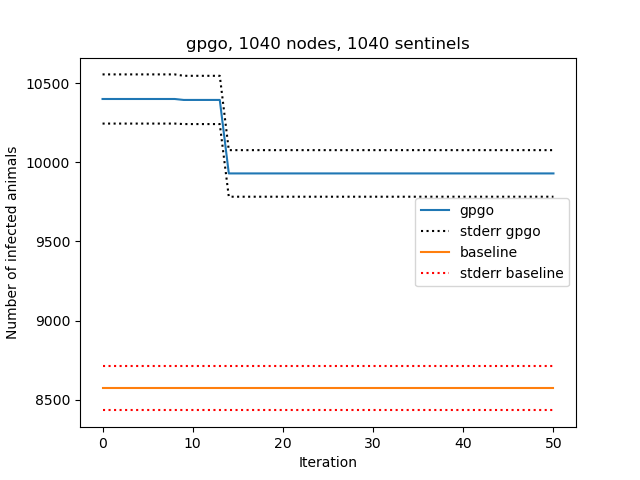 gpgo, 1040 nodes, 1040 sentinels
Number of infected animals
10500
10000
9500
9000
8500
gpgo
stderr gpgo
baseline
stderr baseline
0 10 20 30 40 50
Iteration